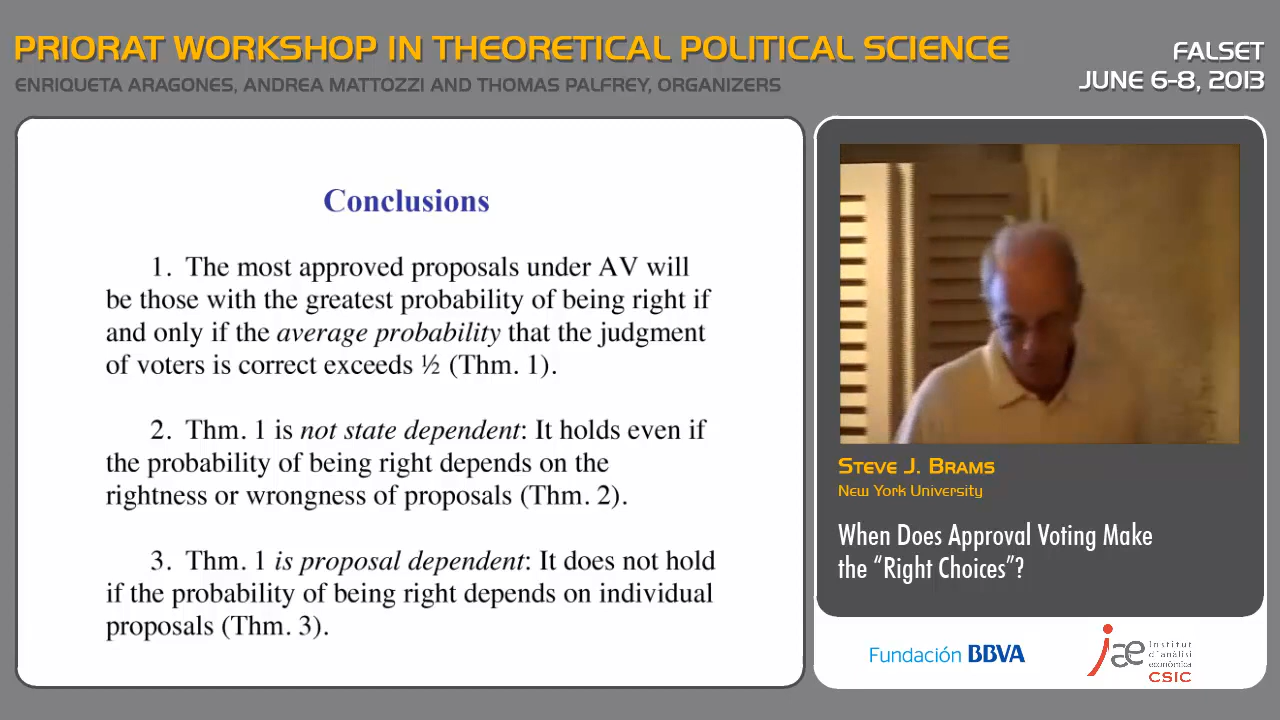 PRIORAT WORKSHOP IN THEORETICAL POLITICAL SCIENCE
ENRIQUETA ARAGONES, ANDREA MATTOZZI AND THOMAS PALFREY, ORGANIZERS
FALSET
JUNE 6-8, 2013
Conclusions
1. The most approved proposals under AV will
be those with the greatest probability of being right if
and only if the average probability that the judgment
of voters is correct exceeds ½ (Thm. 1).
2. Thm. 1 is not state dependent: It holds even if
the probability of being right depends on the
rightness or wrongness of proposals (Thm. 2).
3. Thm. 1 is proposal dependent: It does not hold
if the probability of being right depends on individual
proposals (Thm. 3).
STEVE J. BRAMS
New York University
When Does Approval Voting Make
the “Right Choices”?
Fundación BBVA
iae
Institut
d'anàlisi
econòmica
CSIC